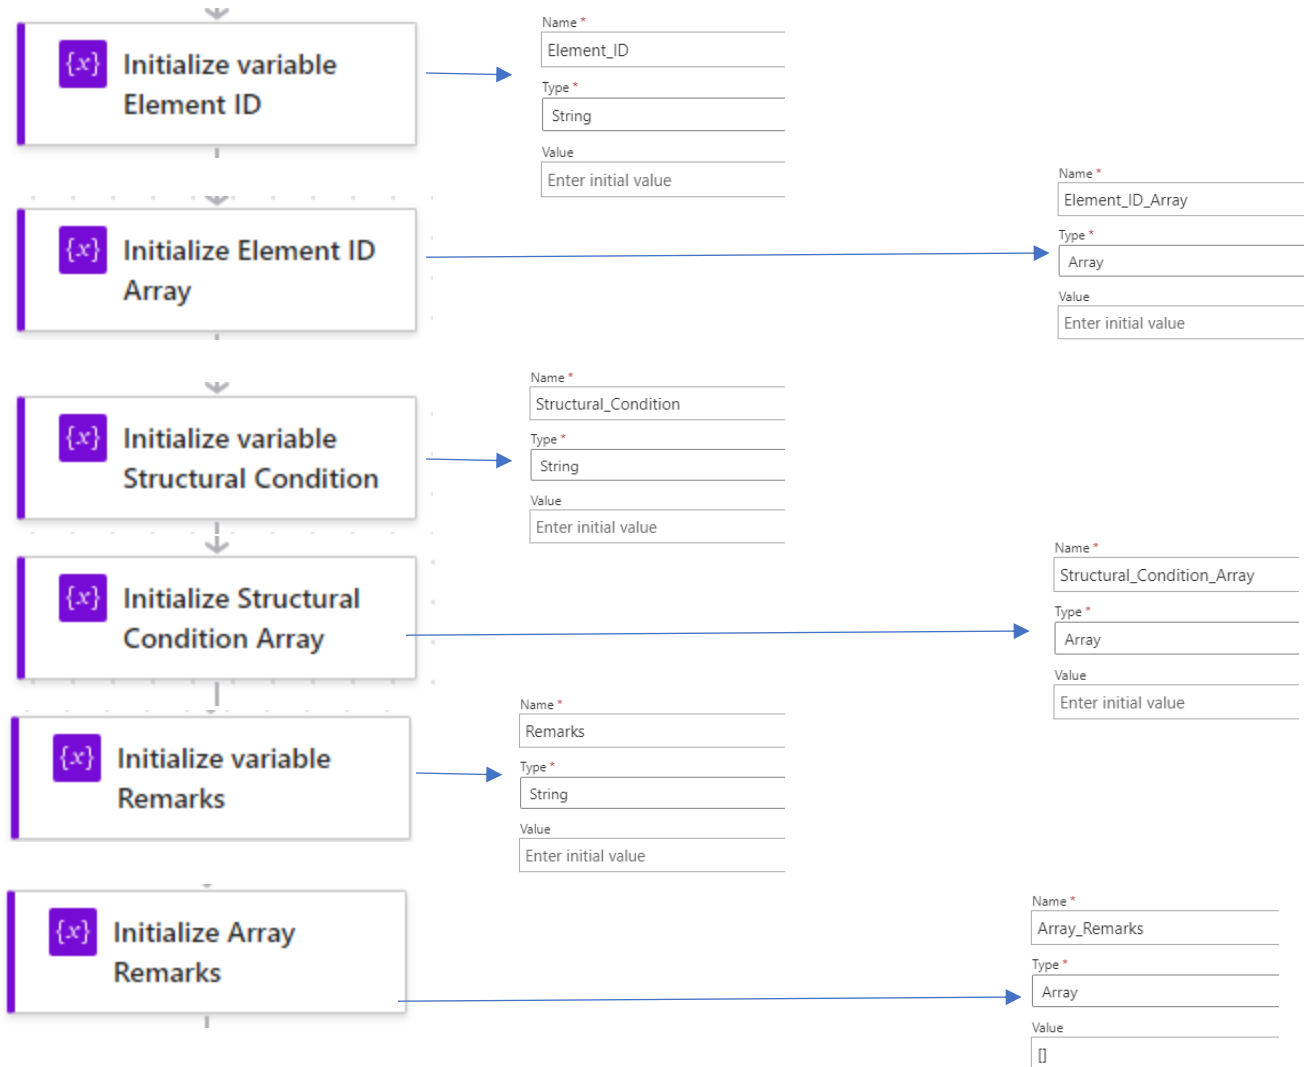 {x}
Initialize variable
Element ID
Name *
Element_ID
Type *
String
Value
Enter initial value
{x}
Initialize Element ID
Array
Name *
Element_ID_Array
Type *
Array
Value
Enter initial value
{x}
Initialize variable
Structural Condition
Name *
Structural_Condition
Type *
String
Value
Enter initial value
{x}
Initialize Structural
Condition Array
Name *
Structural_Condition_Array
Type *
Array
Value
Enter initial value
{x}
Initialize variable
Remarks
Name *
Remarks
Type *
String
Value
Enter initial value
{x}
Initialize Array
Remarks
Name *
Array_Remarks
Type *
Array
Value
[]